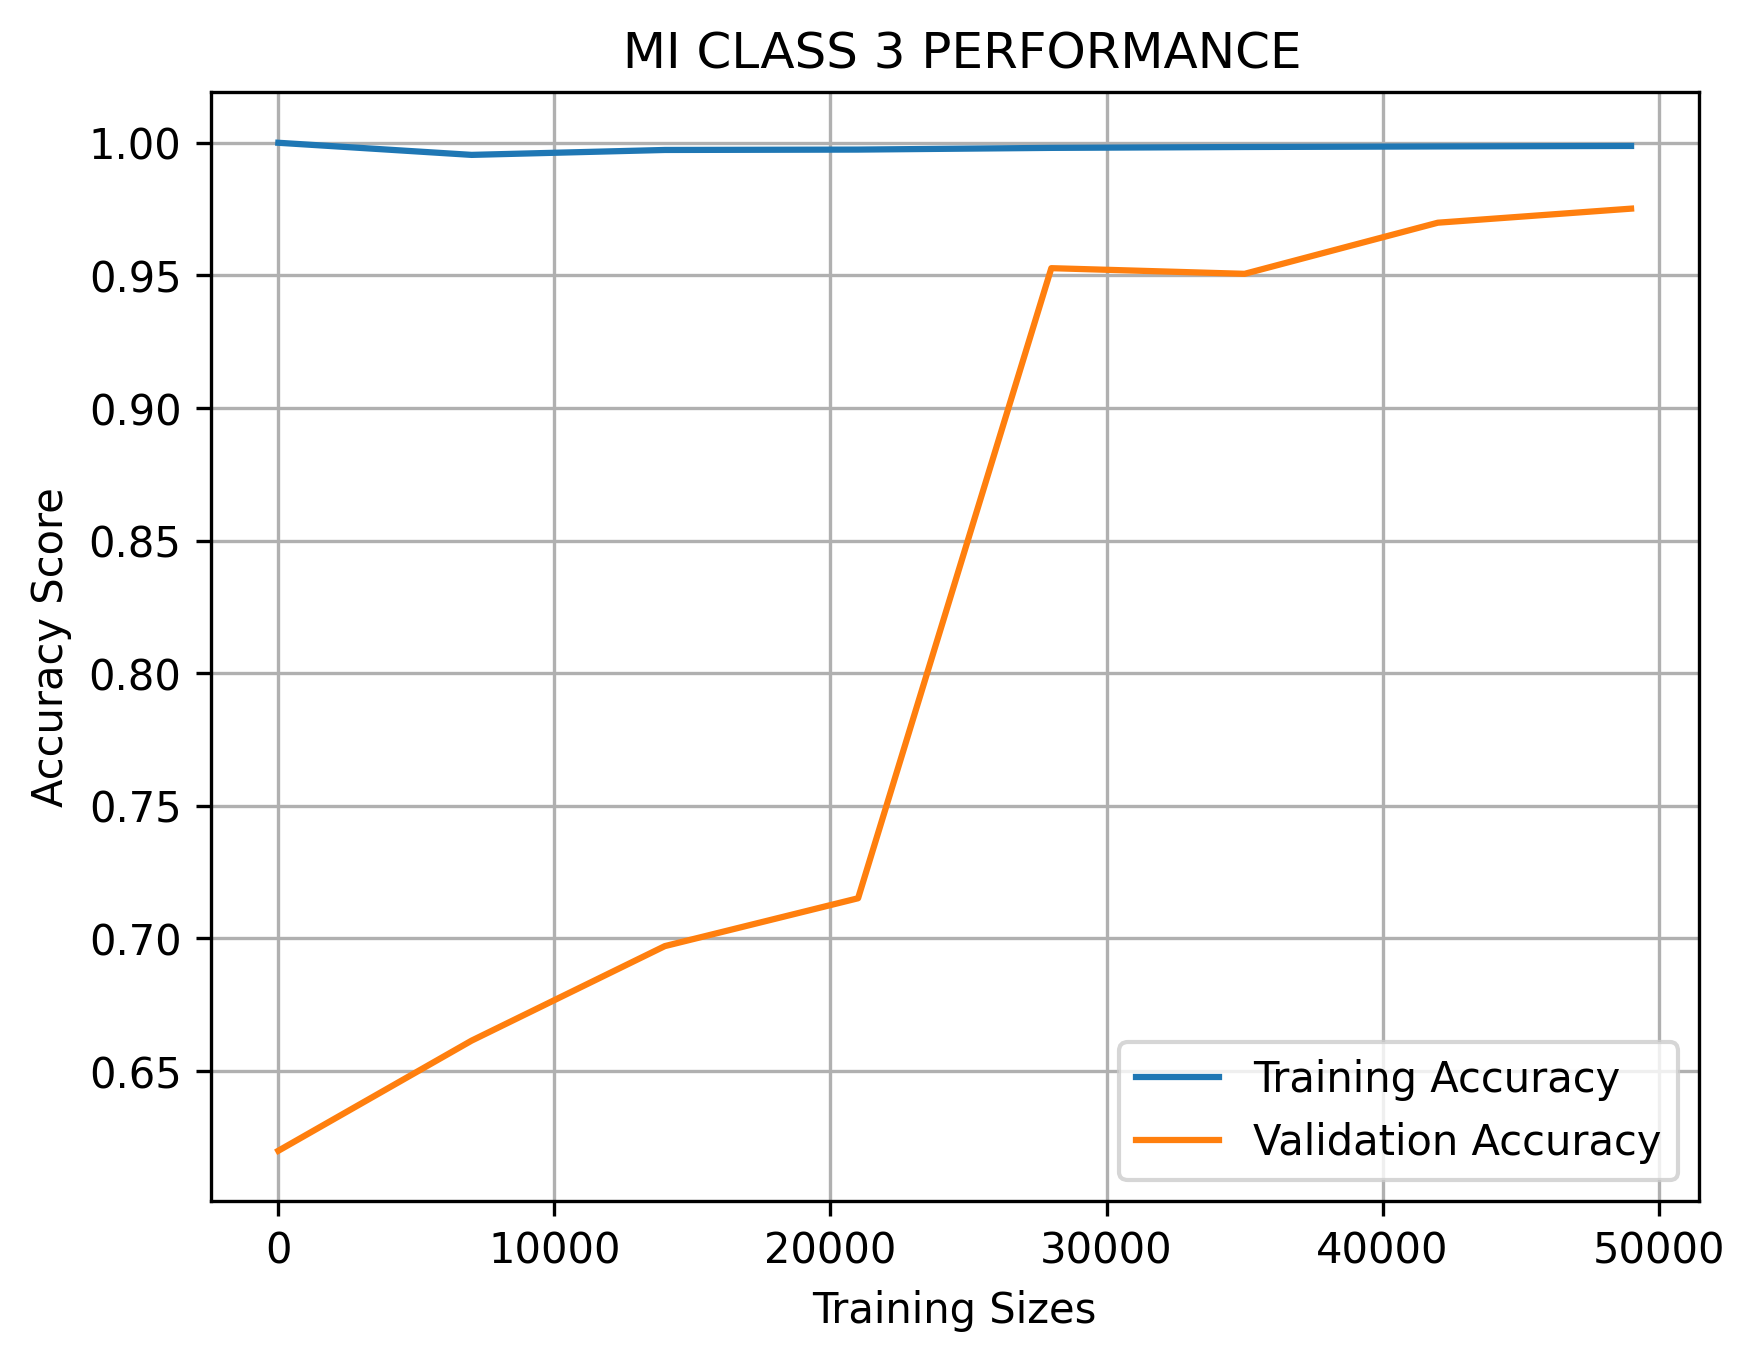 MI CLASS 3 PERFORMANCE
1.00
0.95
0.90
0.85
0.80
0.75
0.70
0.65
Accuracy Score
Training Accuracy
Validation Accuracy
0 10000 20000 30000 40000 50000
Training Sizes